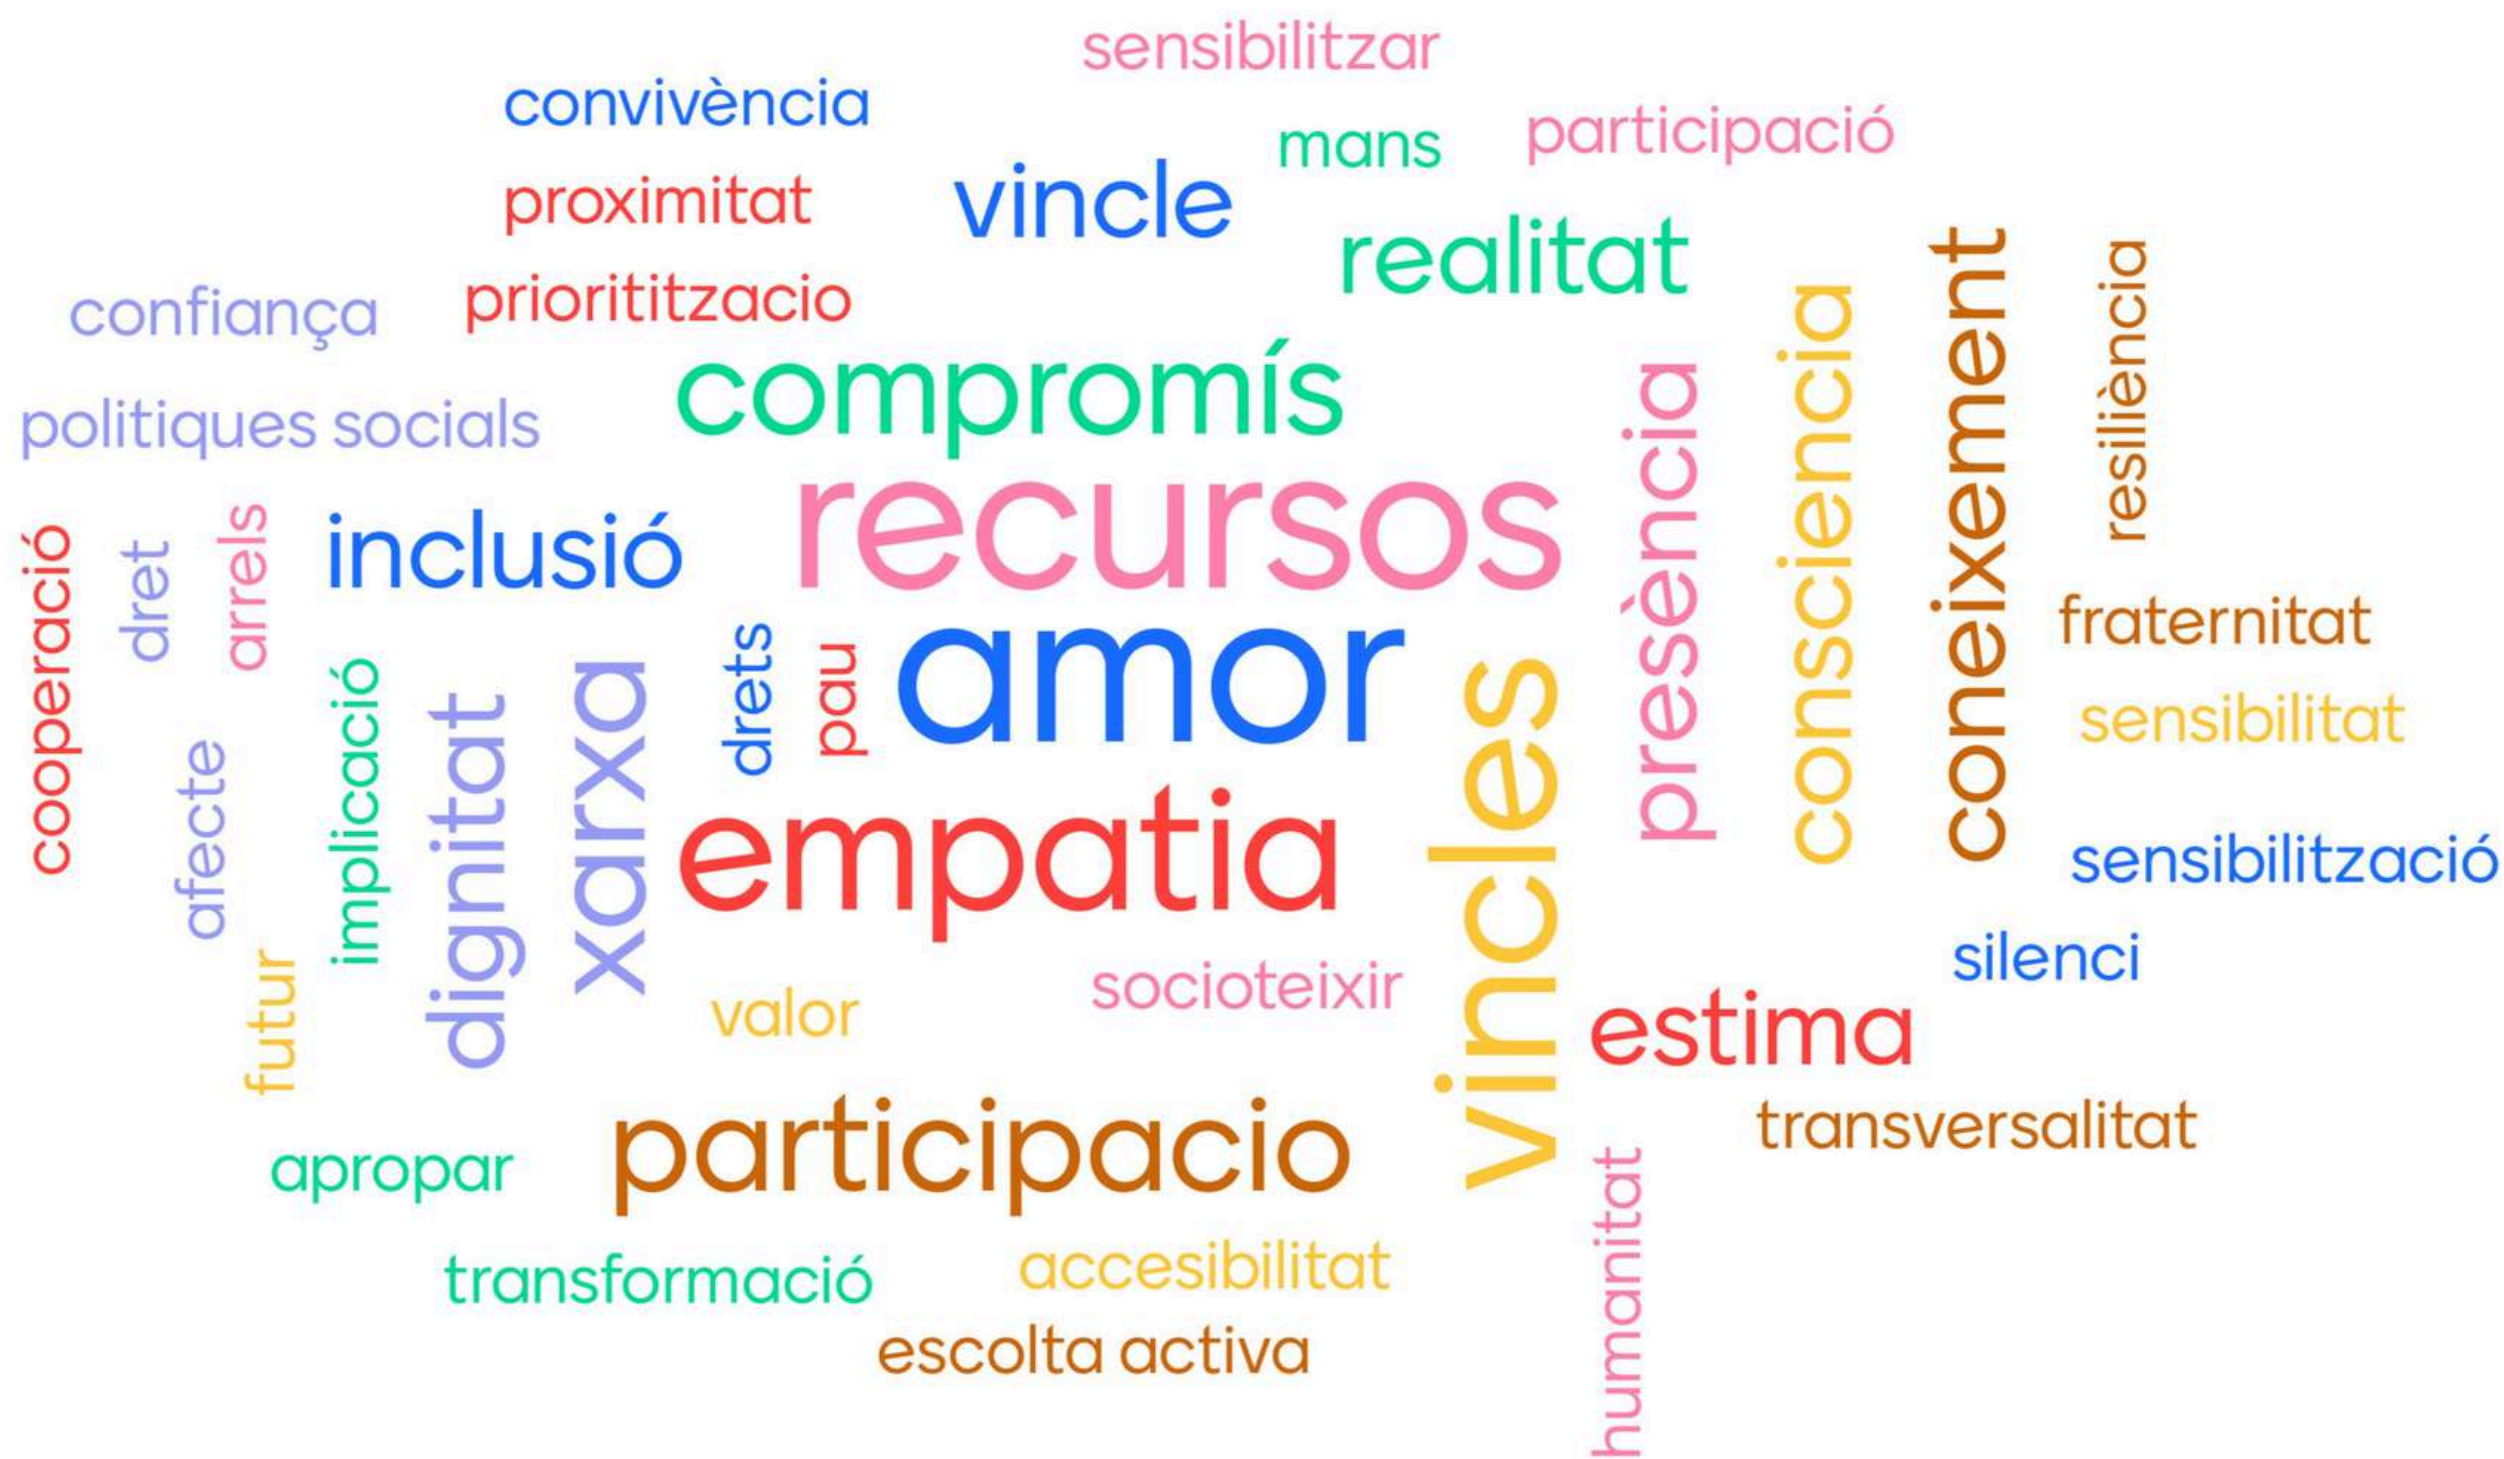 sensibilitzar
convivència
mans
participació
proximitat
vincle
realitat
confiança
priorititzacio
compromís
politiques socials
recursos
presència
consciencia
coneixement
resiliència
cooperació
dret
arrels
inclusió
drets
pau
amor
fraternitat
sensibilitat
afecte
implicació
dignitat
xarxa
empatia
vincles
sensibilització
silenci
futur
valor
socioteixir
estima
participacio
transversalitat
apropar
humanitat
transformació
accesibilitat
escolta activa